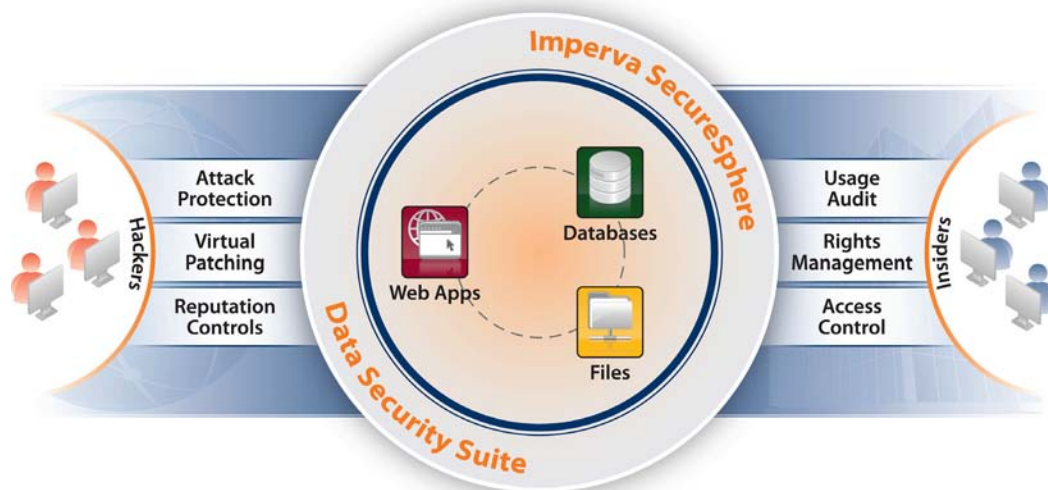 Imperva SecureSphere
Data Security Suite
Hackers
Attack
Protection
Virtual
Patching
Reputation
Controls
Web Apps
Databases
Files
Usage
Audit
Rights
Management
Access
Control
Insiders